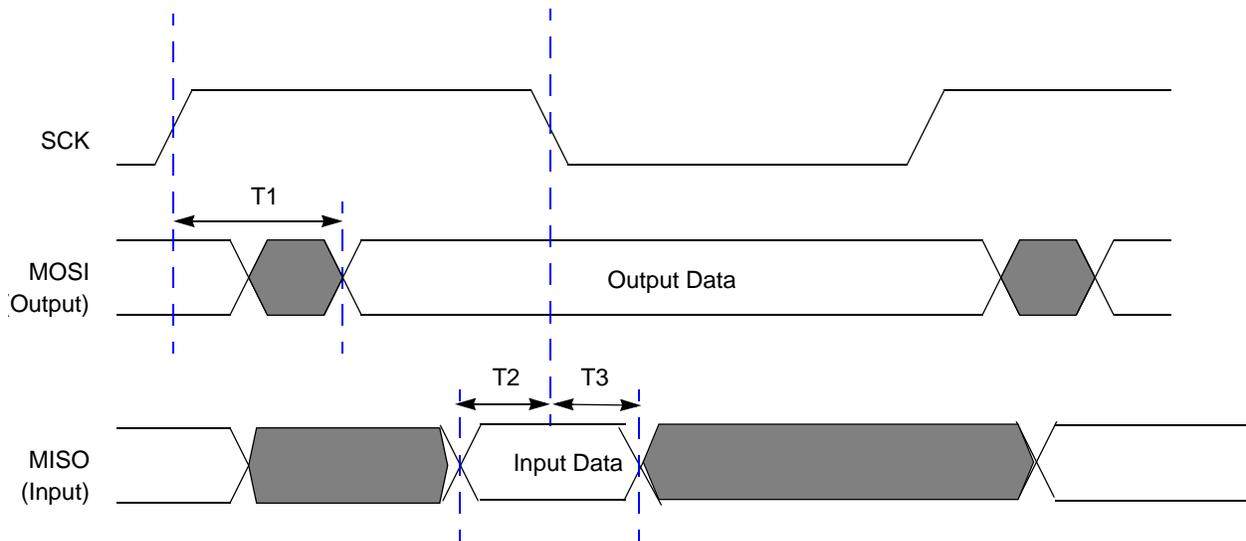 SCK
T1
MOSI
Output)
Output Data
T2
T3
MISO
(Input)
Input Data